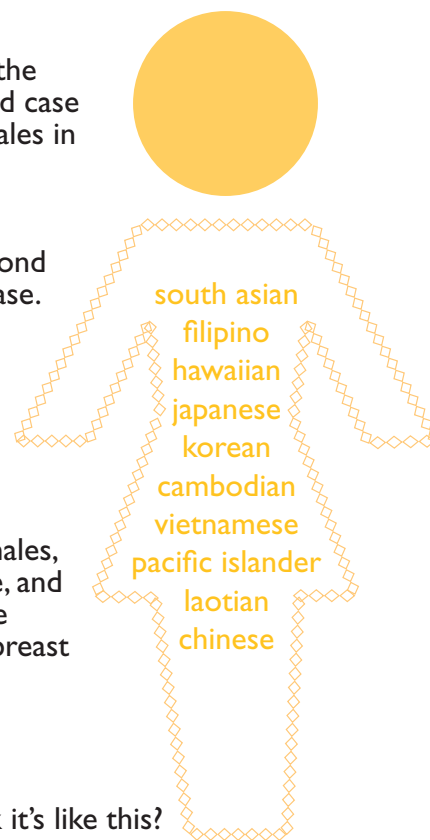 the
d case
ales in
ond
ase.
south asian
filipino
hawaiian
japanese
korean
cambodian
vietnamese
pacific islander
laotian
chinese
nales,
e, and
e
breast
k it’s like this?